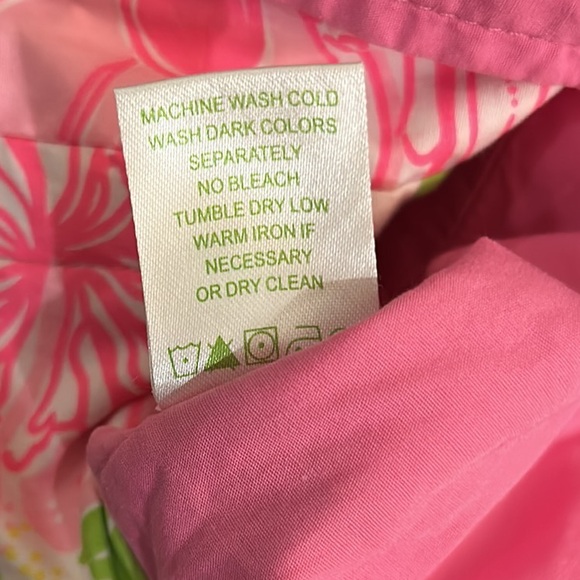 MACHINE WASH COLD
WASH DARK COLORS
SEPARATELY
NO BLEACH
TUMBLE DRY LOW
WARM IRON IF
NECESSARY
OR DRY CLEAN